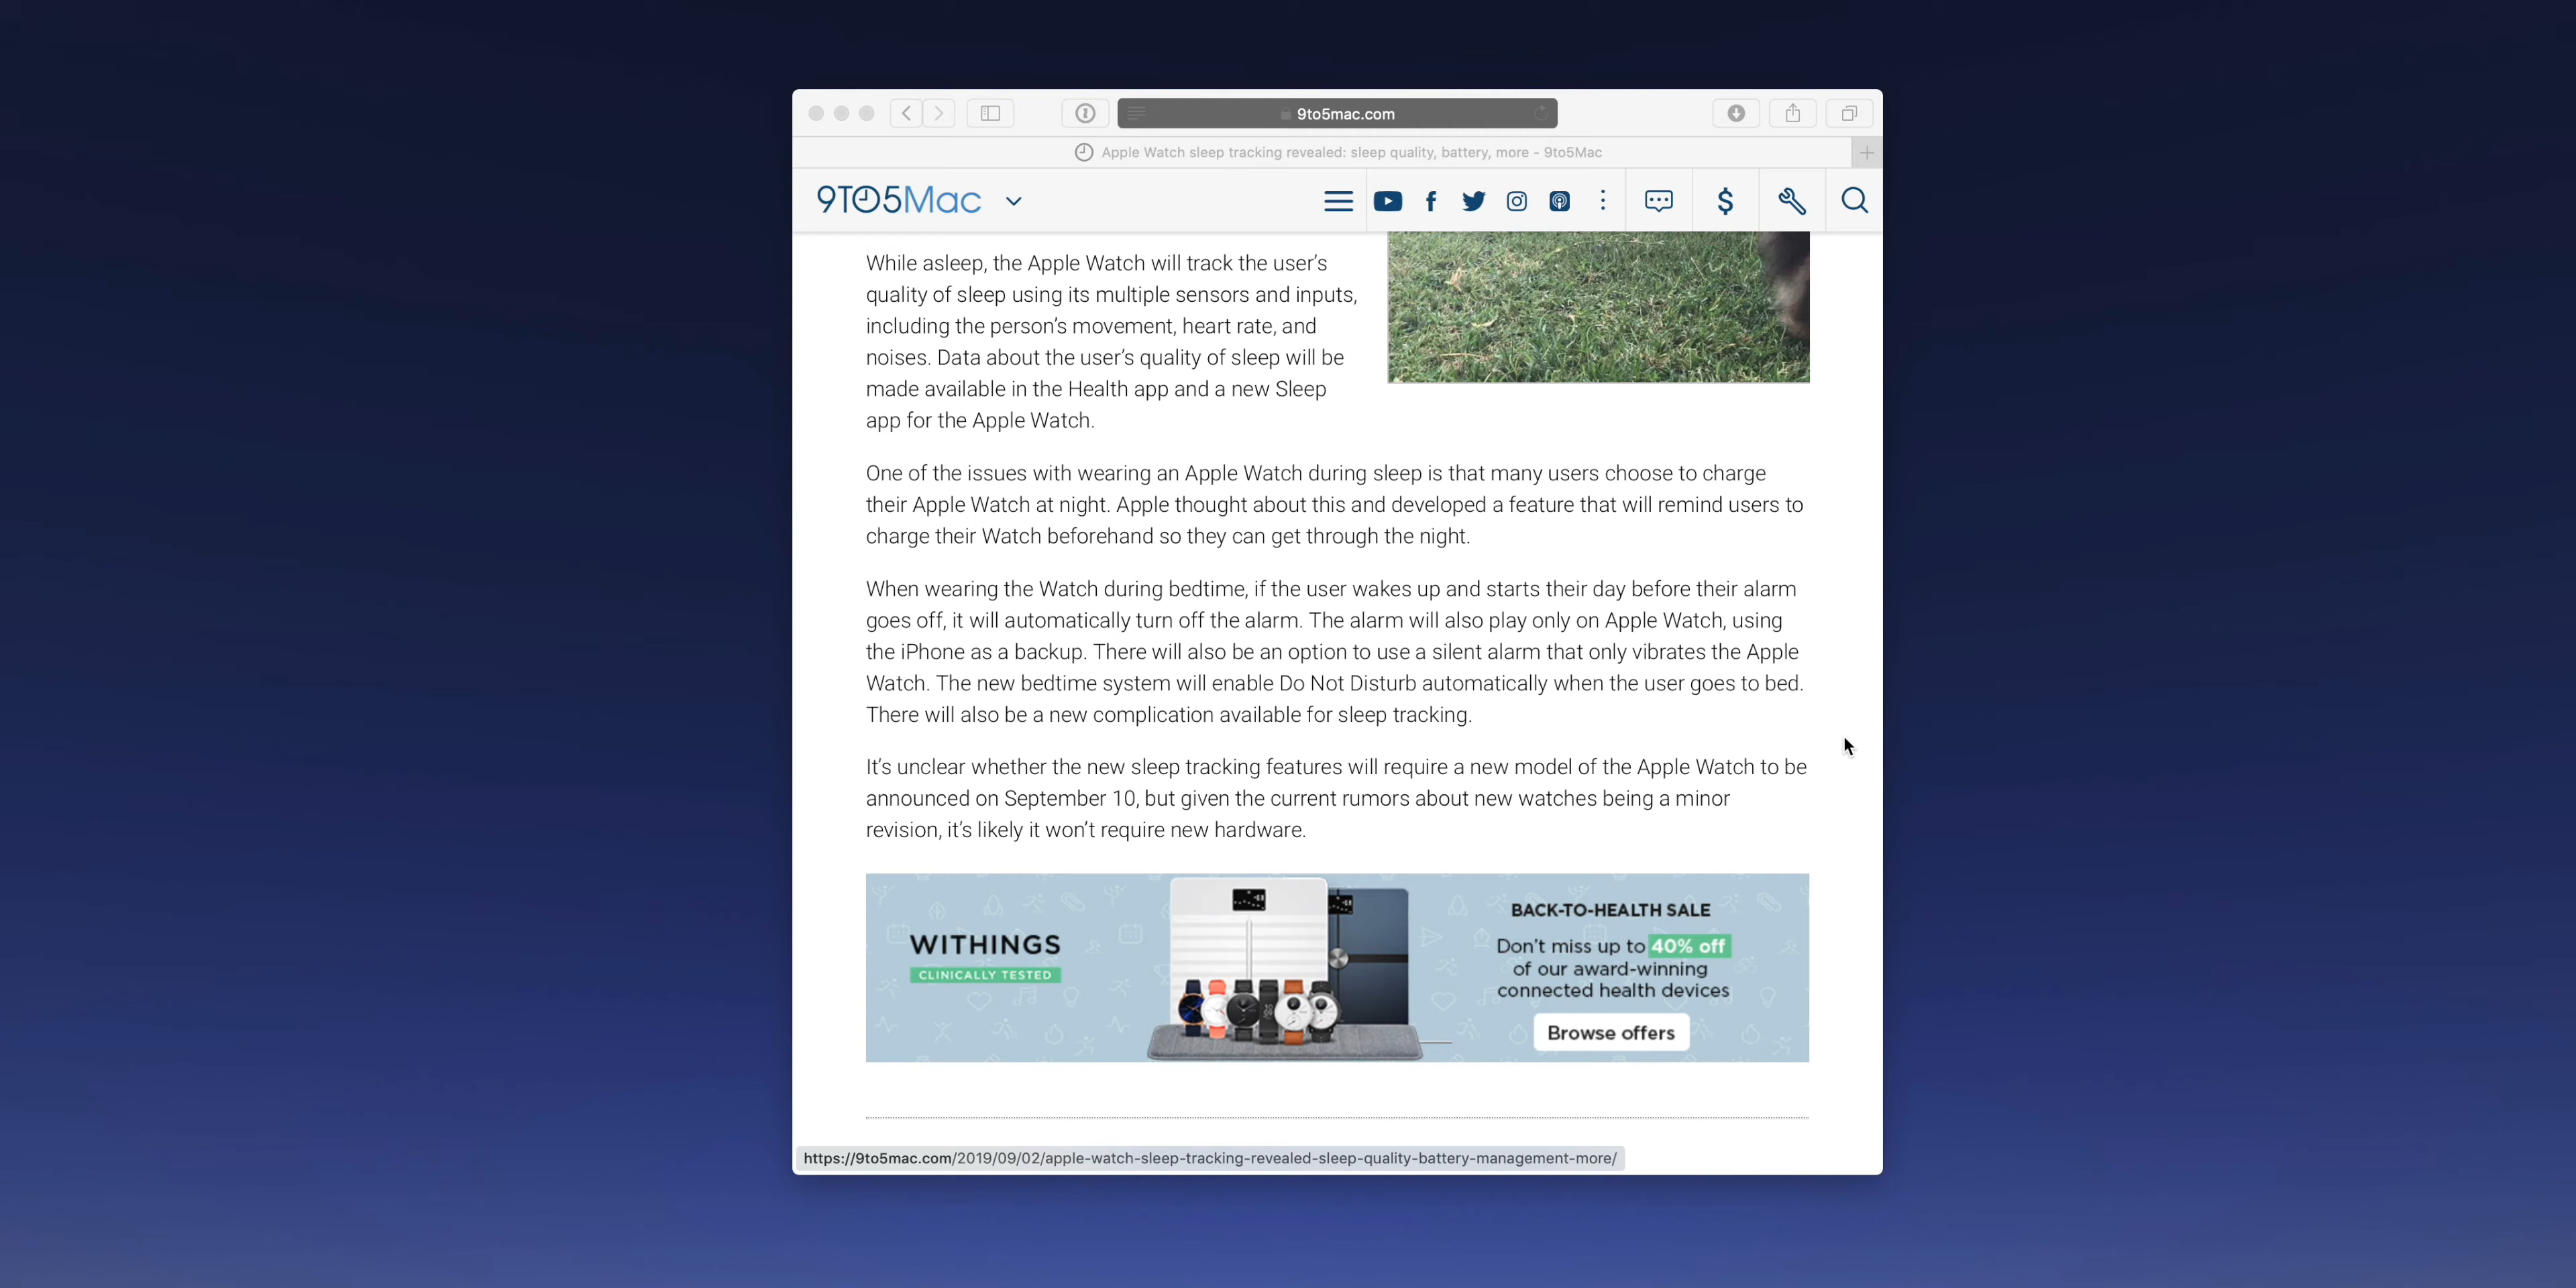 9to5mac.com
Apple Watch sleep tracking revealed: sleep quality, battery, more - 9to5Mac
9TO5Mac
While asleep, the Apple Watch will track the user’s
quality of sleep using its multiple sensors and inputs,
including the person’s movement, heart rate, and
noises. Data about the user’s quality of sleep will be
made available in the Health app and a new Sleep
app for the Apple Watch.
One of the issues with wearing an Apple Watch during sleep is that many users choose to charge
their Apple Watch at night. Apple thought about this and developed a feature that will remind users to
charge their Watch beforehand so they can get through the night.
When wearing the Watch during bedtime, if the user wakes up and starts their day before their alarm
goes off, it will automatically turn off the alarm. The alarm will also play only on Apple Watch, using
the iPhone as a backup. There will also be an option to use a silent alarm that only vibrates the Apple
Watch. The new bedtime system will enable Do Not Disturb automatically when the user goes to bed.
There will also be a new complication available for sleep tracking.
It’s unclear whether the new sleep tracking features will require a new model of the Apple Watch to be
announced on September 10, but given the current rumors about new watches being a minor
revision, it’s likely it won’t require new hardware.
WITHINGS
CLINICALLY TESTED
BACK-TO-HEALTH SALE
Don’t miss up to 40% off
of our award-winning
connected health devices
Browse offers
https://9to5mac.com/2019/09/02/apple-watch-sleep-tracking-revealed-sleep-quality-battery-management-more/